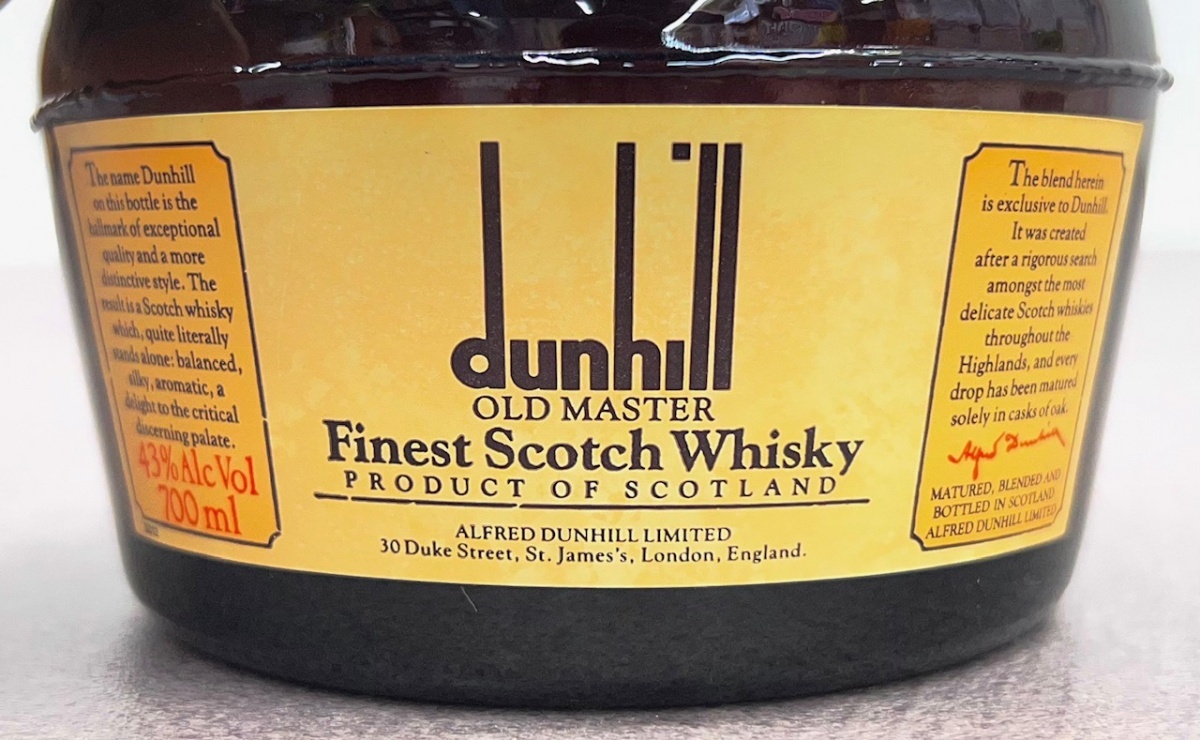 The name Dunhill
on this bottle is the
hallmark of exceptional
quality and a more
distinctive style. The
result is a Scotch whisky
which, quite literally
stands alone: balanced,
silky, aromatic, a
delight to the critical
discerning palate.
43% Alc Vol
700 ml
dunhill
OLD MASTER
Finest Scotch Whisky
PRODUCT OF SCOTLAND
ALFRED DUNHILL LIMITED
30 Duke Street, St. James's, London, England.
The blend herein
is exclusive to Dunhill.
It was created
after a rigorous search
amongst the most
delicate Scotch whiskies
throughout the
Highlands, and every
drop has been matured
solely in casks of oak.
Alfred Dunhill
MATURED, BLENDED AND
BOTTLED IN SCOTLAND
ALFRED DUNHILL LIMITED